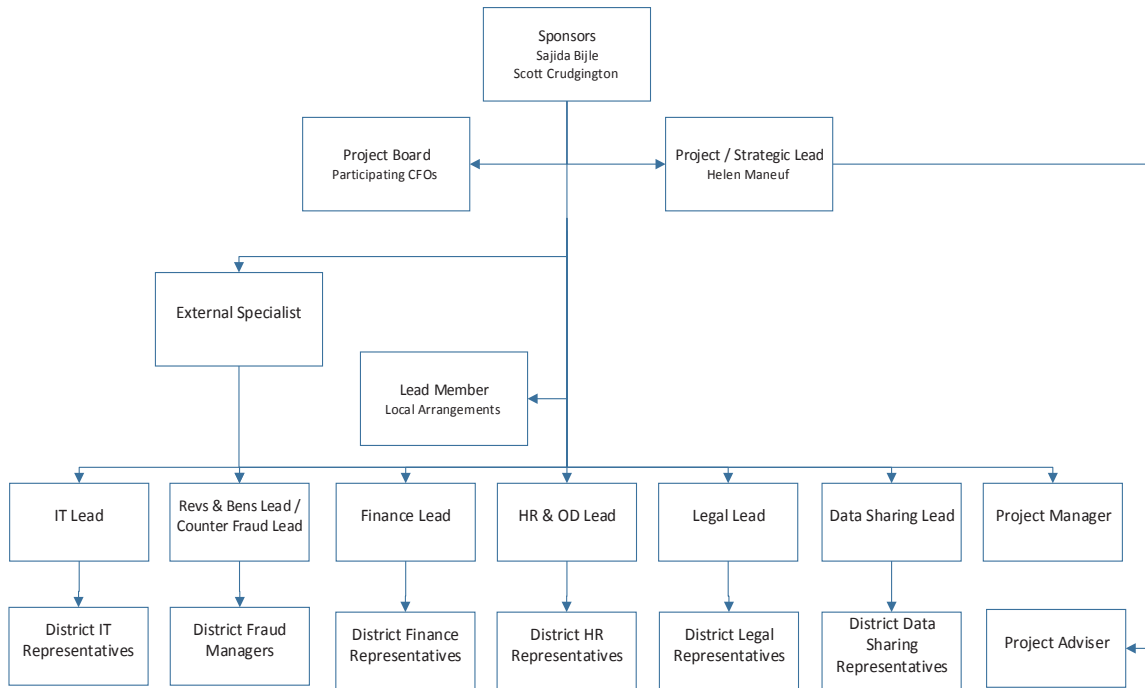 Sponsors
Sajida Bijle
Scott Crudgington
Project Board
Participating CFOs
Project / Strategic Lead
Helen Maneuf
External Specialist
Lead Member
Local Arrangements
IT Lead
Revs & Bens Lead /
Counter Fraud Lead
Finance Lead
HR & OD Lead
Legal Lead
Data Sharing Lead
Project Manager
District IT
Representatives
District Fraud
Managers
District Finance
Representatives
District HR
Representatives
District Legal
Representatives
District Data
Sharing
Representatives
Project Adviser